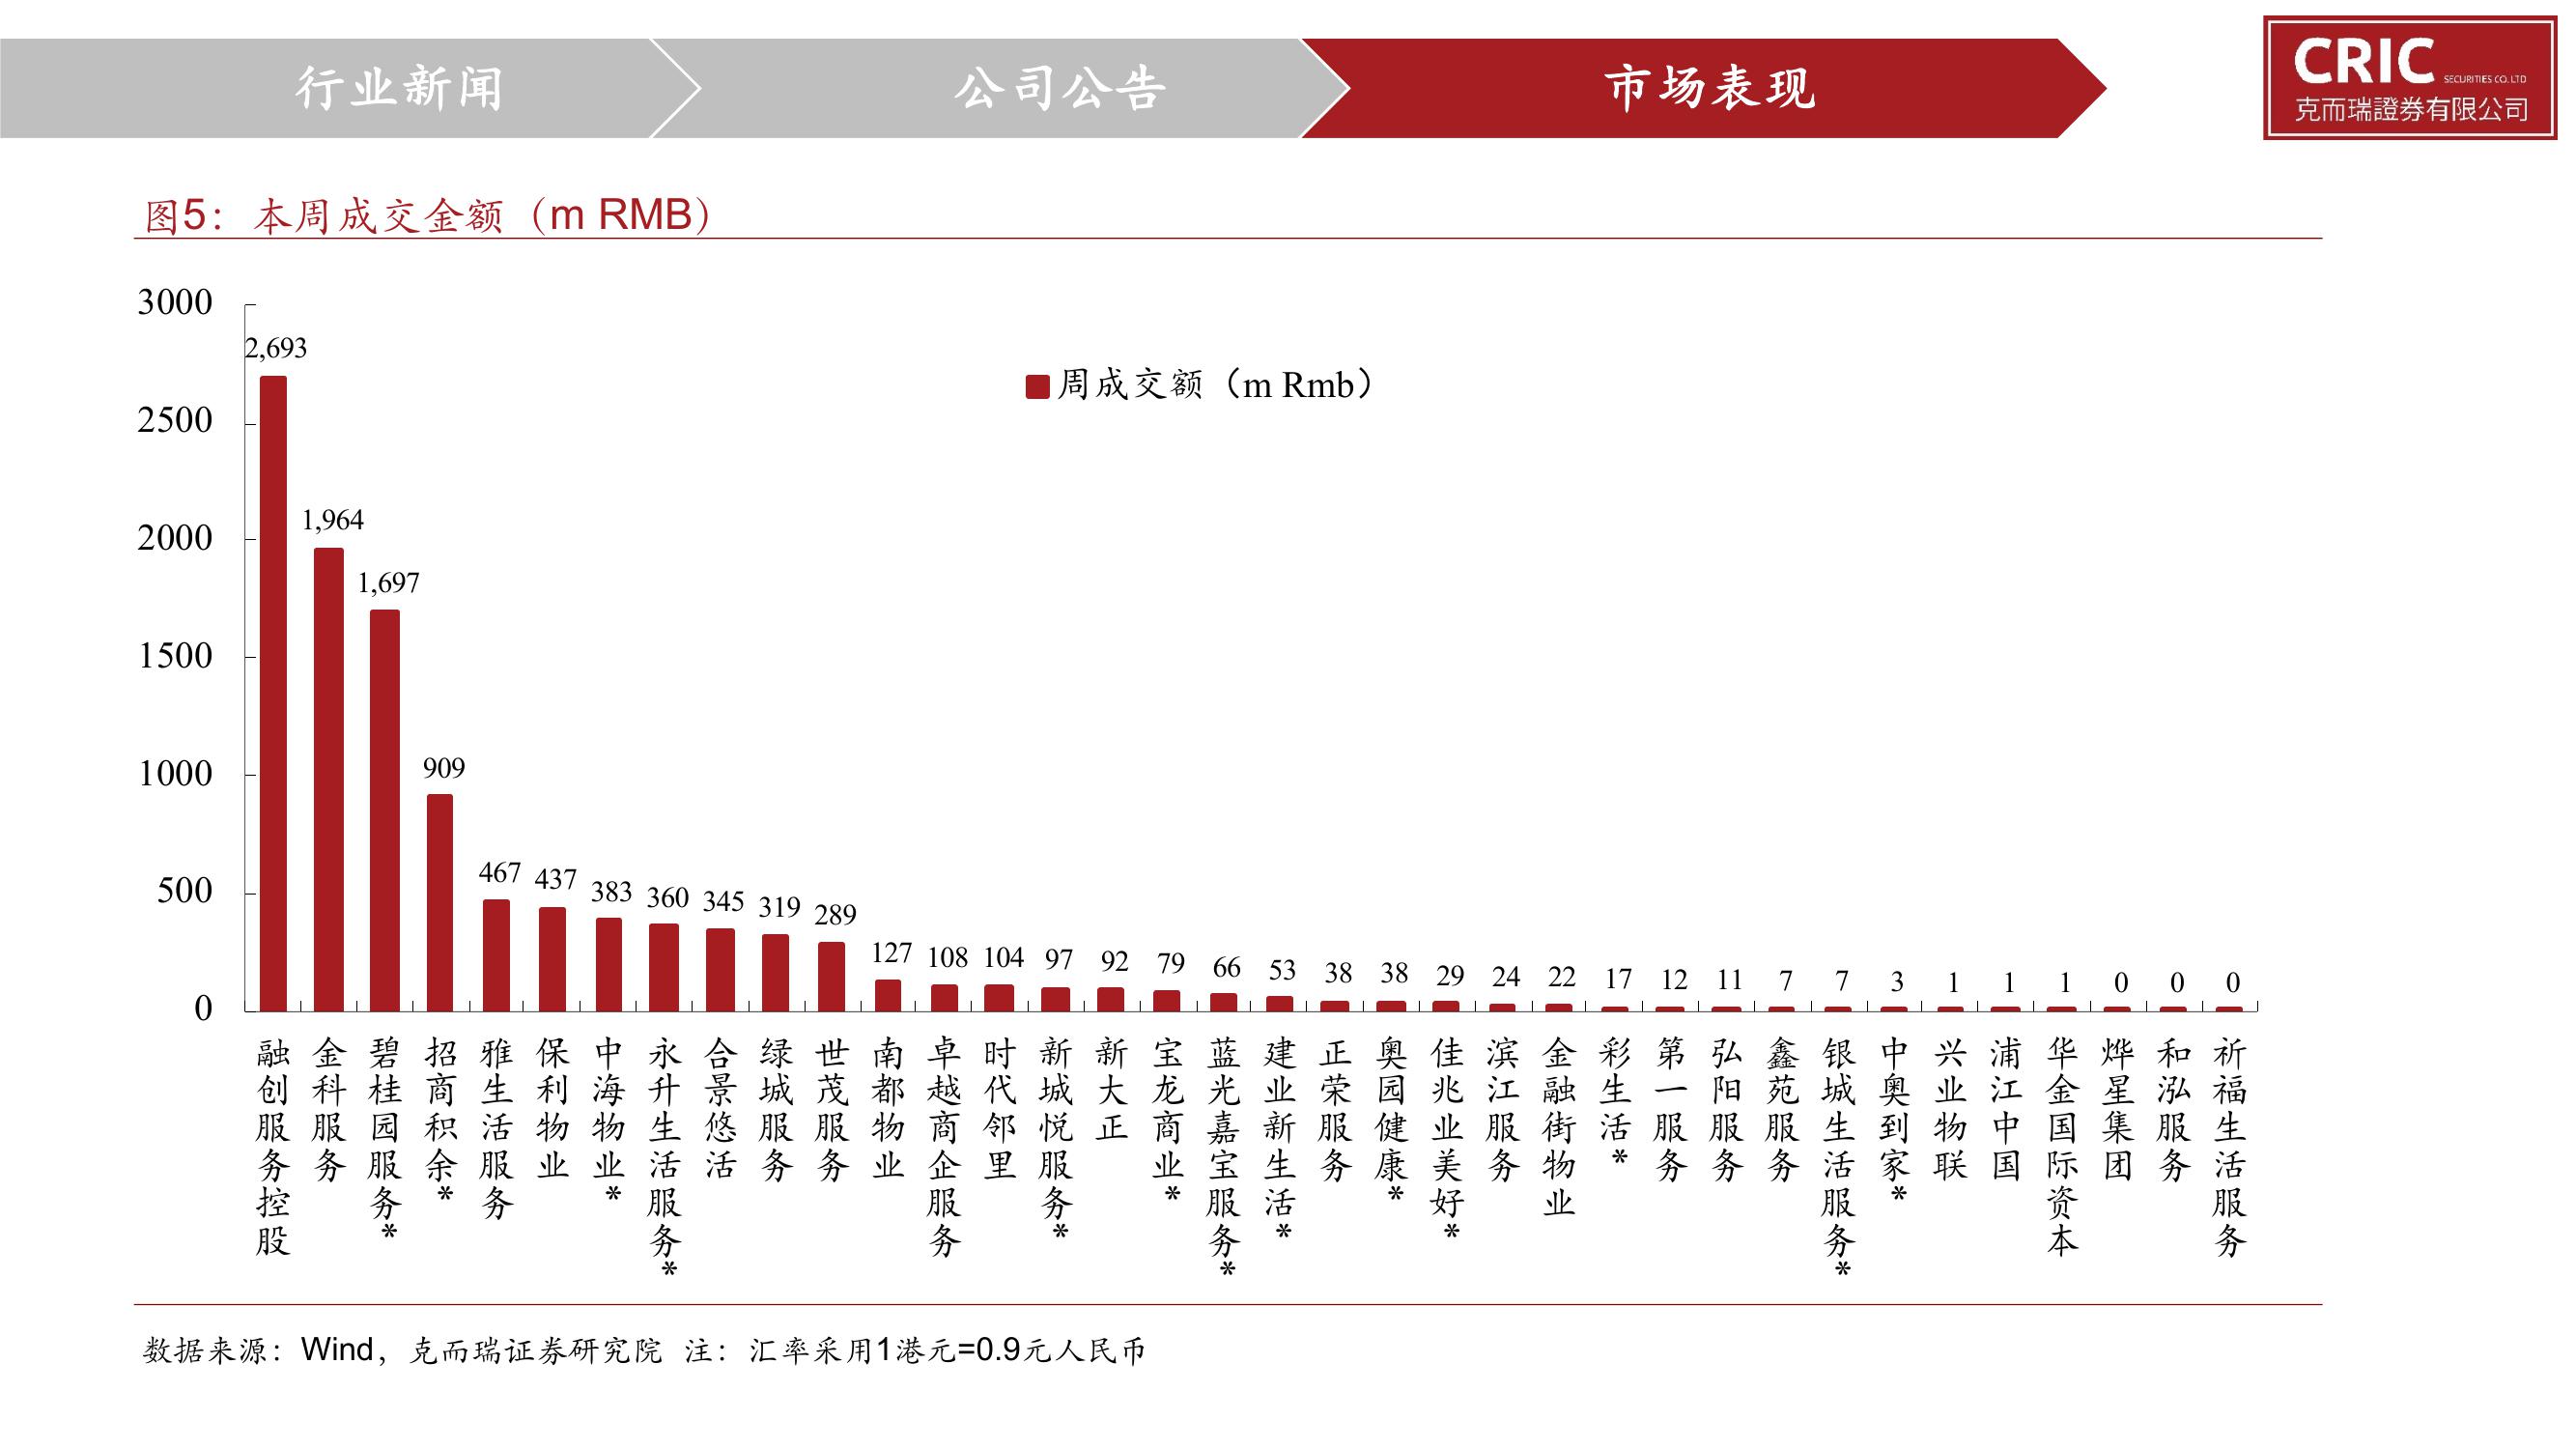 行业新闻
公司公告
市场表现
CRIC SECURITIES CO. LTD
克而瑞證券有限公司
图5：本周成交金额（m RMB）
3000
2500
2000
1500
1000
500
0
周成交额（m Rmb）
2,693
1,964
1,697
909
467
437
383
360
345
319
289
127
108
104
97
92
79
66
53
38
38
29
24
22
17
12
11
7
7
3
1
1
1
0
0
0
融创服务控股
金科服务
碧桂园服务*
招商积余*
雅生活服务
保利物业
中海物业*
永升生活服务*
合景悠活
绿城服务
世茂服务
南都物业
卓越商企服务
时代邻里
新城悦服务*
新大正
宝龙商业*
蓝光嘉宝服务*
建业新生活*
正荣服务
奥园健康*
佳兆业美好*
滨江服务
金融街物业
彩生活*
第一服务
弘阳服务
鑫苑服务
银城生活服务*
中奥到家*
兴业物联
浦江中国
华金国际资本
烨星集团
和泓服务
祈福生活服务
数据来源：Wind，克而瑞证券研究院 注：汇率采用1港元=0.9元人民币